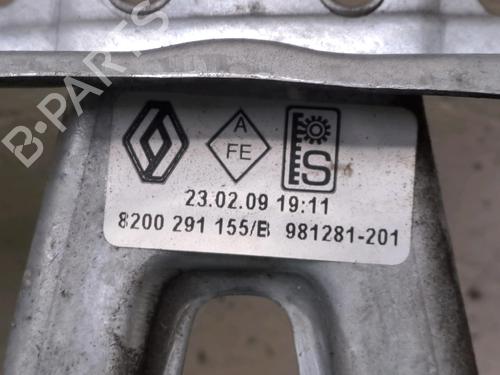 B-PARTS
A
FE
S
23.02.09 19:11
8200 291 155/B 981281-201